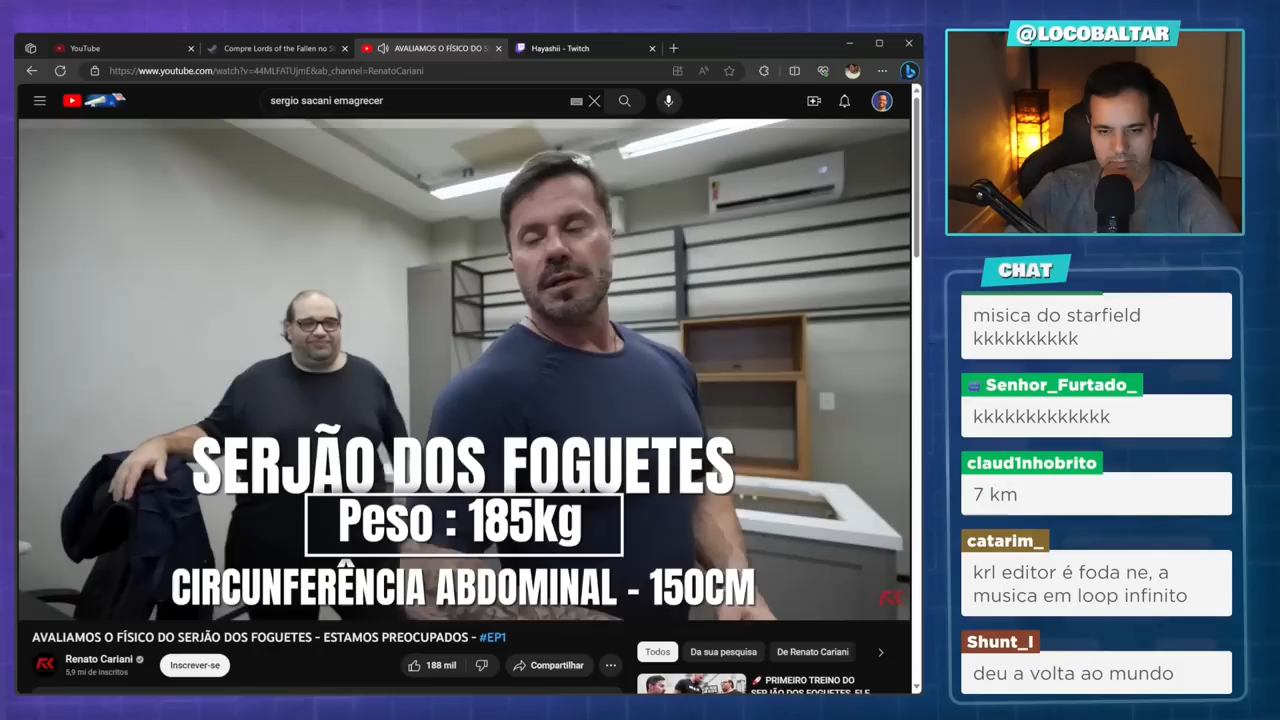 @LOCOBALTAR
YouTube
Compre Lords of the Fallen no St
AVALIAMOS O FÍSICO DO S
Hayashii - Twitch
https://www.youtube.com/watch?v=44MLFATUjmE&ab_channel=RenatoCariani
sergio sacani emagrecer
SERJÃO DOS FOGUETES
Peso : 185kg
CIRCUNFERÊNCIA ABDOMINAL - 150CM
AVALIAMOS O FÍSICO DO SERJÃO DOS FOGUETES - ESTAMOS PREOCUPADOS - #EP1
Renato Cariani
5,9 mi de inscritos
Inscrever-se
188 mil
Compartilhar
Todos
Da sua pesquisa
De Renato Cariani
PRIMEIRO TREINO DO
SERJÃO DOS FOGUETES. ELE
CHAT
misica do starfield
kkkkkkkkkk
Senhor_Furtado_
kkkkkkkkkkkkk
claud1nhobrito
7 km
catarim_
krl editor é foda ne, a
musica em loop infinito
Shunt_l
deu a volta ao mundo